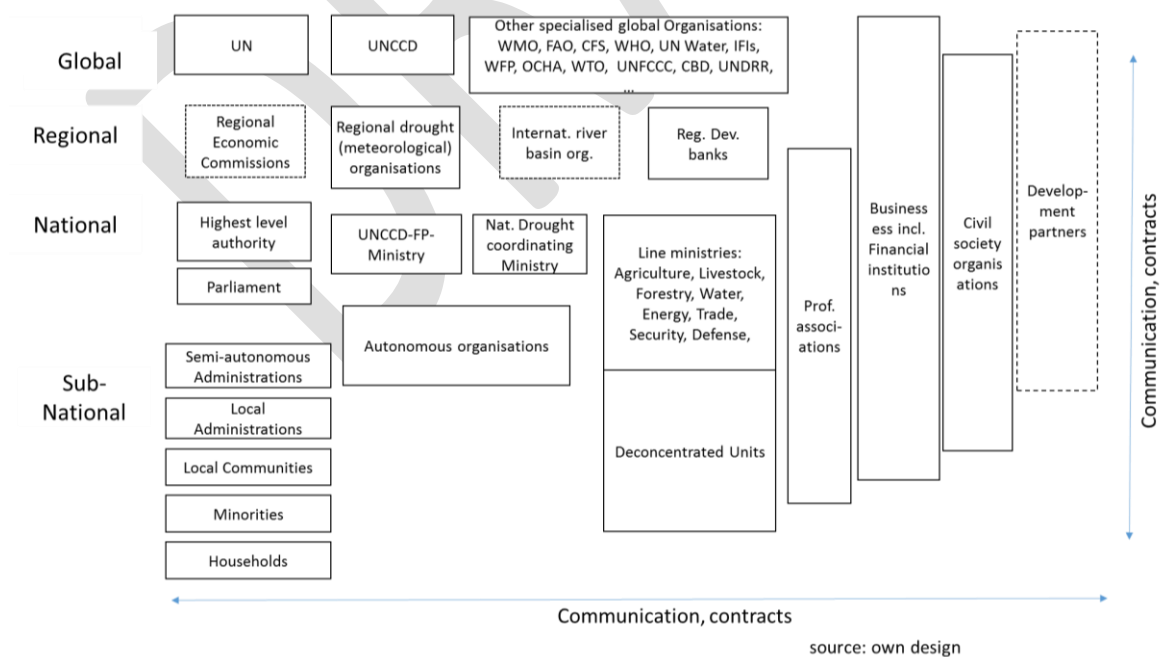 Global
UN
UNCCD
Other specialised global Organisations:
WMO, FAO, CFS, WHO, UN Water, IFIs,
WFP, OCHA, WTO, UNFCCC, CBD, UNDRR,
...
Regional
Regional
Economic
Commissions
Regional drought
(meteorological)
organisations
Internat. river
basin org.
Reg. Dev.
banks
National
Highest level
authority
Parliament
UNCCD-FP-
Ministry
Nat. Drought
coordinating
Ministry
Line ministries:
Agriculture, Livestock,
Forestry, Water,
Energy, Trade,
Security, Defense,
Autonomous organisations
Sub-
National
Semi-autonomous
Administrations
Local
Administrations
Local Communities
Minorities
Households
Deconcentrated Units
Prof.
associ-
ations
Business
ess incl.
Financial
institutio
ns
Civil
society
organis
ations
Develop-
ment
partners
Communication, contracts
Communication, contracts
source: own design